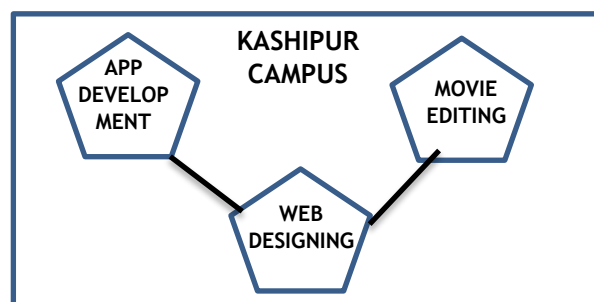 KASHIPUR
CAMPUS
APP
DEVELOP
MENT
MOVIE
EDITING
WEB
DESIGNING